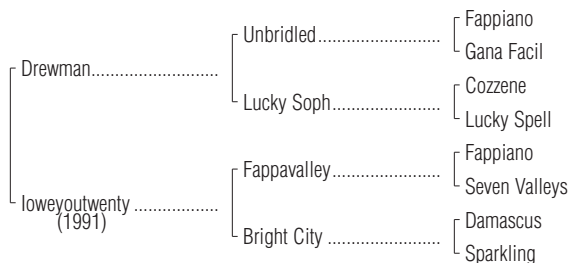 Fappiano
Unbridled
Gana Facil
Drewman
Cozzene
Lucky Soph
Lucky Spell
Fappiano
Fappavalley
Seven Valleys
Ioweyoutwenty
(1991)
Damascus
Bright City
Sparkling